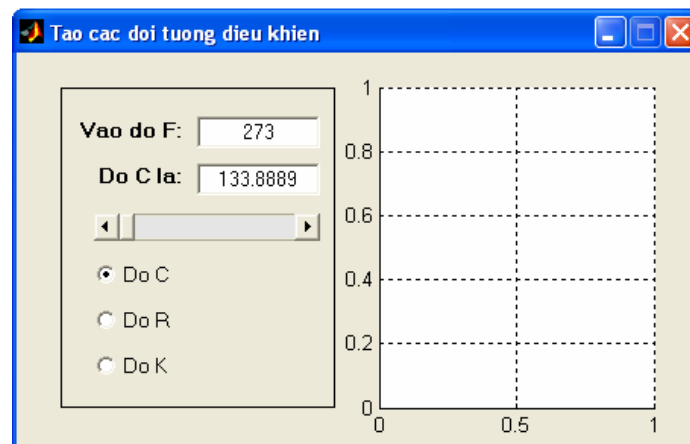 Tao cac doi tuong dieu khien
Vao do F: 273
Do C la: 133.8889
Do C
Do R
Do K
1
0.8
0.6
0.4
0.2
0
0 0.5 1